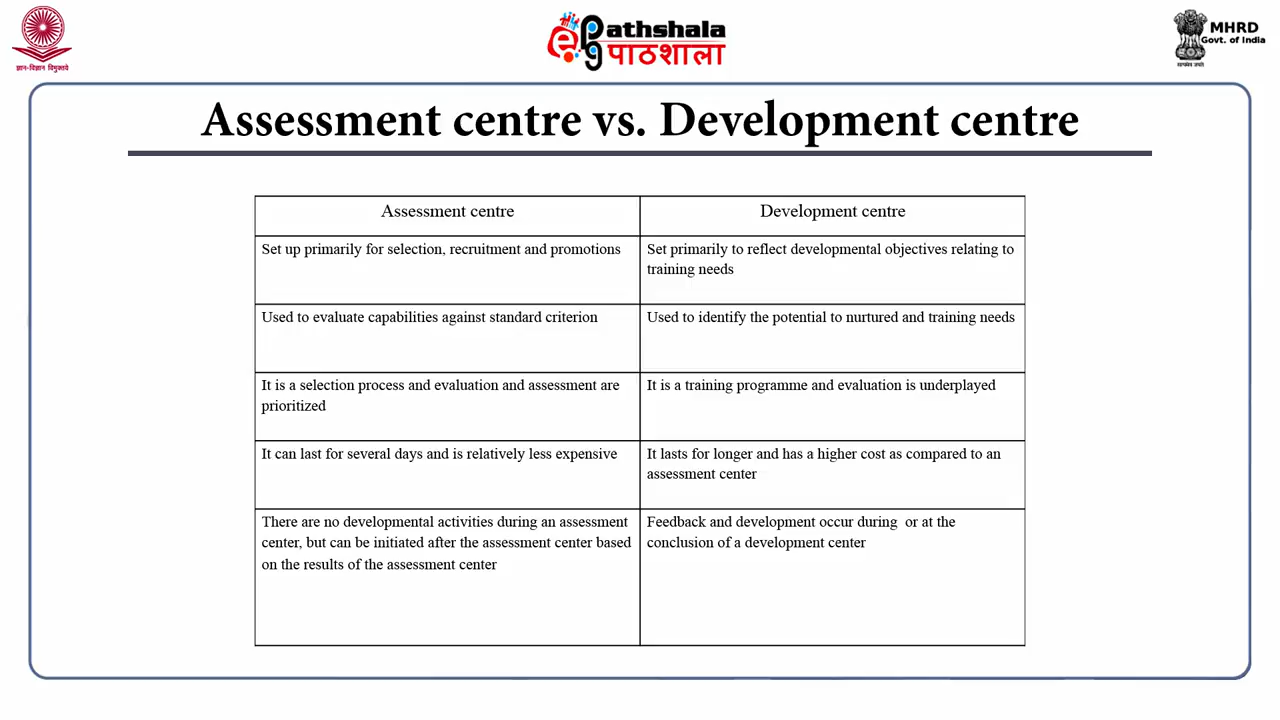 ज्ञान-विज्ञान विमुक्तये
epg Pathshala
पाठशाला
MHRD
Govt. of India
सत्यमेव जयते
Assessment centre vs. Development centre
Assessment centre
Development centre
Set up primarily for selection, recruitment and promotions
Set primarily to reflect developmental objectives relating to
training needs
Used to evaluate capabilities against standard criterion
Used to identify the potential to nurtured and training needs
It is a selection process and evaluation and assessment are
prioritized
It is a training programme and evaluation is underplayed
It can last for several days and is relatively less expensive
It lasts for longer and has a higher cost as compared to an
assessment center
There are no developmental activities during an assessment
center, but can be initiated after the assessment center based
on the results of the assessment center
Feedback and development occur during or at the
conclusion of a development center